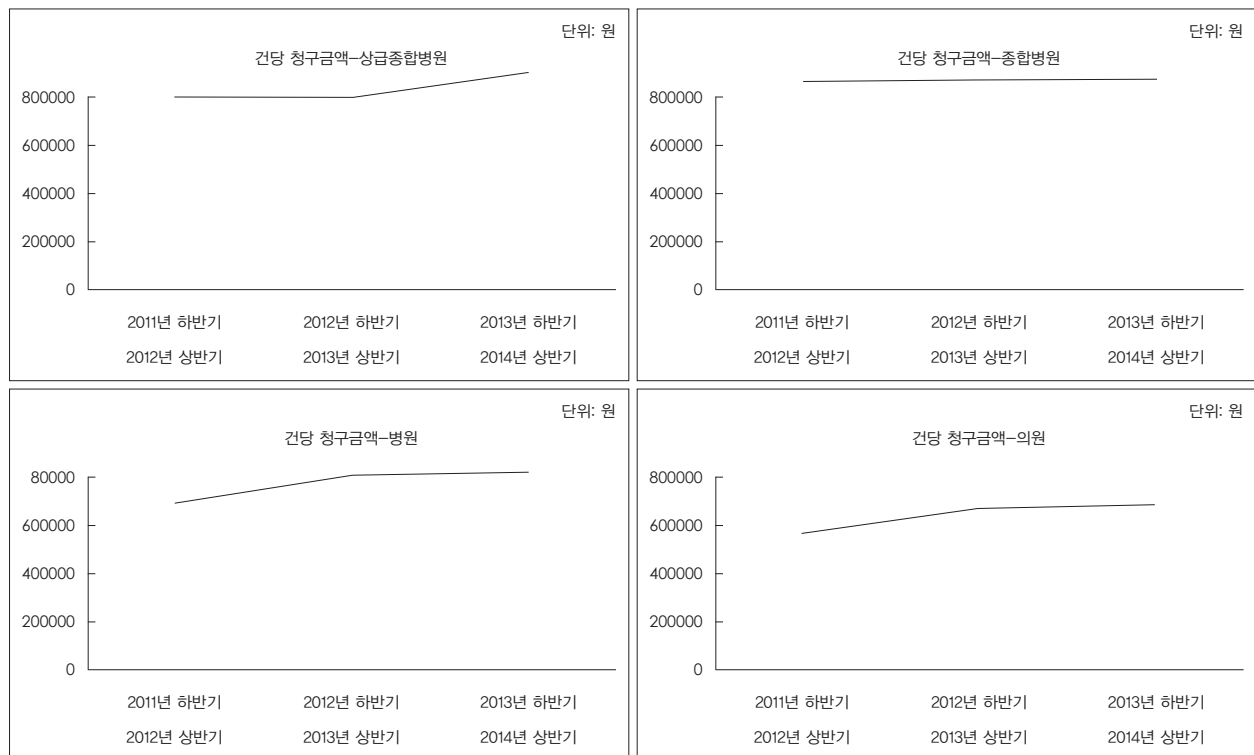 단위: 원
건당 청구금액-상급종합병원
800000
600000
400000
200000
0
2011년 하반기 2012년 하반기 2013년 하반기
2012년 상반기 2013년 상반기 2014년 상반기
단위: 원
건당 청구금액-종합병원
800000
600000
400000
200000
0
2011년 하반기 2012년 하반기 2013년 하반기
2012년 상반기 2013년 상반기 2014년 상반기
단위: 원
건당 청구금액-병원
80000
600000
400000
200000
0
2011년 하반기 2012년 하반기 2013년 하반기
2012년 상반기 2013년 상반기 2014년 상반기
단위: 원
건당 청구금액-의원
800000
600000
400000
200000
0
2011년 하반기 2012년 하반기 2013년 하반기
2012년 상반기 2013년 상반기 2014년 상반기